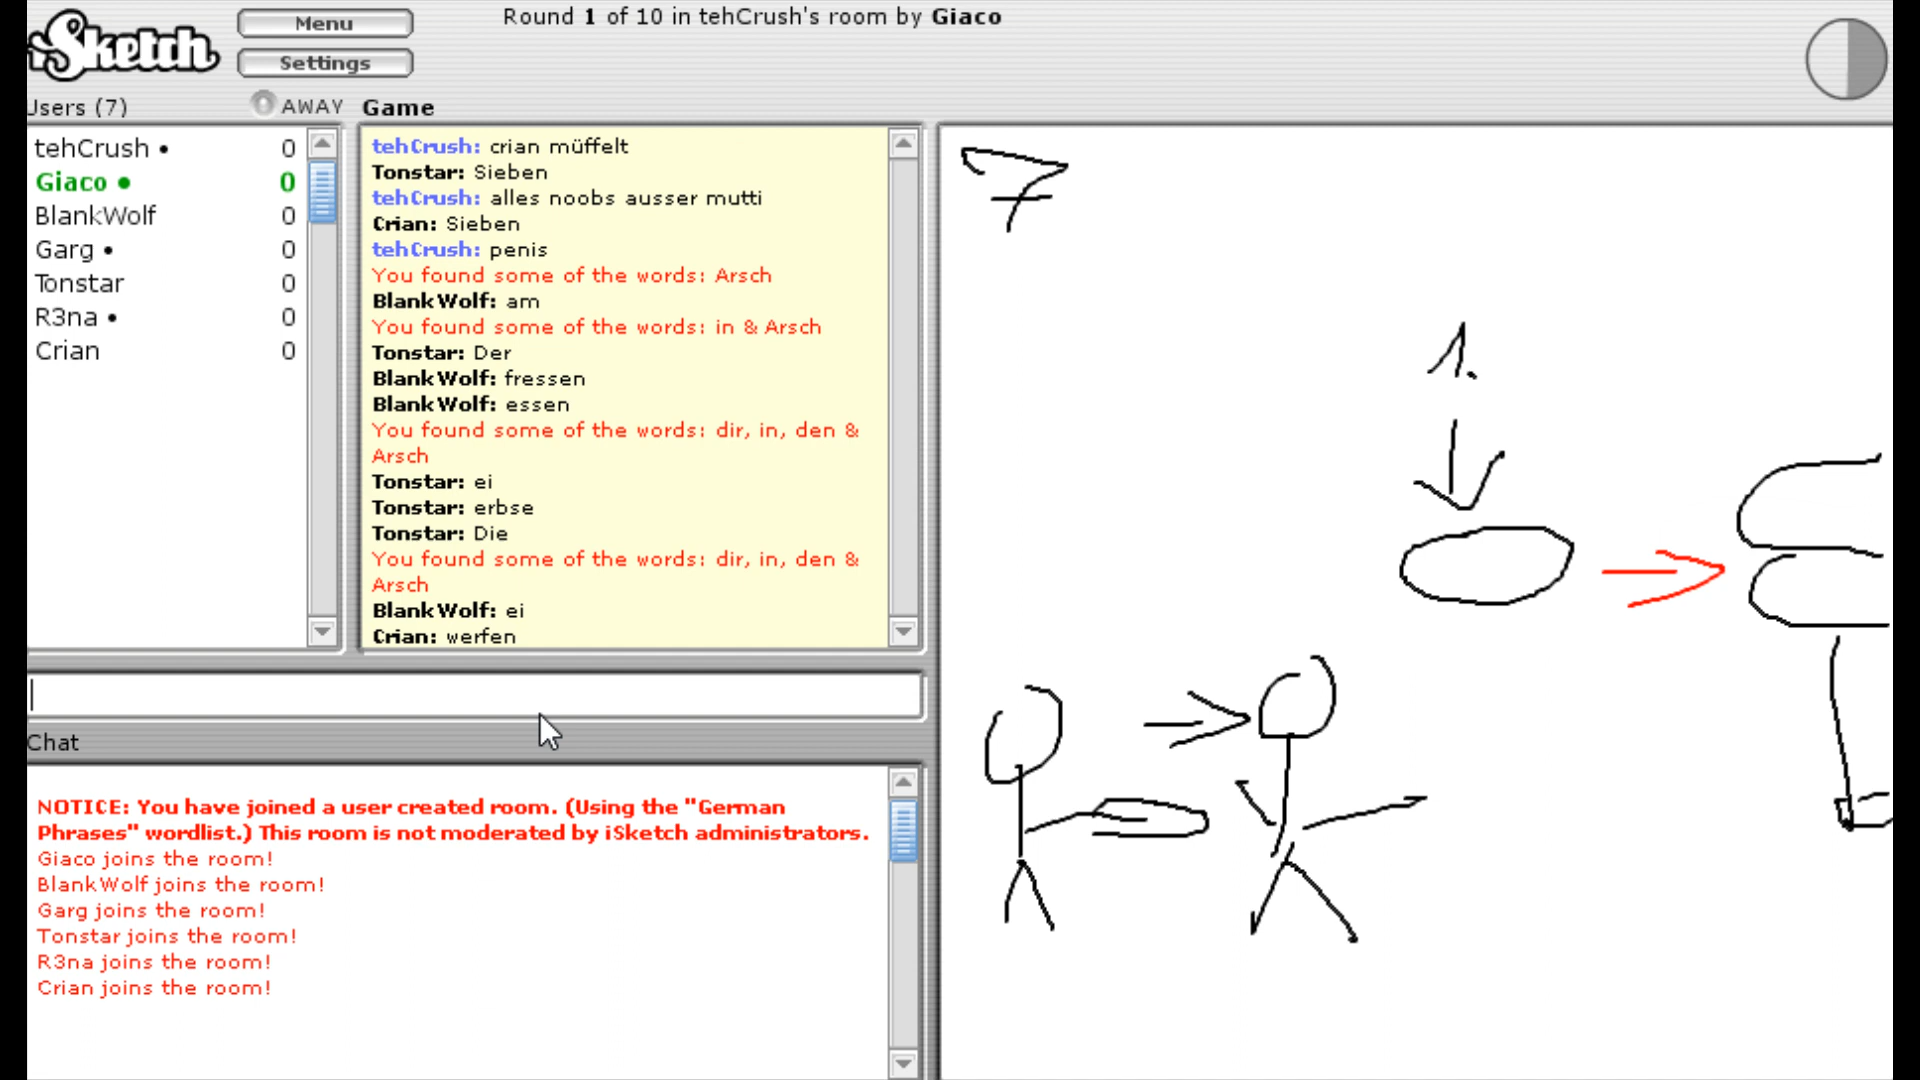 iSketch
Menu
Settings
Round 1 of 10 in tehCrush's room by Giaco
Users (7)
AWAY
Game
tehCrush • 0
Giaco • 0
BlankWolf 0
Garg • 0
Tonstar 0
R3na • 0
Crian 0
tehCrush: crian müffelt
Tonstar: Sieben
tehCrush: alles noobs ausser mutti
Crian: Sieben
tehCrush: penis
You found some of the words: Arsch
BlankWolf: am
You found some of the words: in & Arsch
Tonstar: Der
BlankWolf: fressen
BlankWolf: essen
You found some of the words: dir, in, den &
Arsch
Tonstar: ei
Tonstar: erbse
Tonstar: Die
You found some of the words: dir, in, den &
Arsch
BlankWolf: ei
Crian: werfen
Chat
NOTICE: You have joined a user created room. (Using the "German
Phrases" wordlist.) This room is not moderated by iSketch administrators.
Giaco joins the room!
BlankWolf joins the room!
Garg joins the room!
Tonstar joins the room!
R3na joins the room!
Crian joins the room!
7
1.